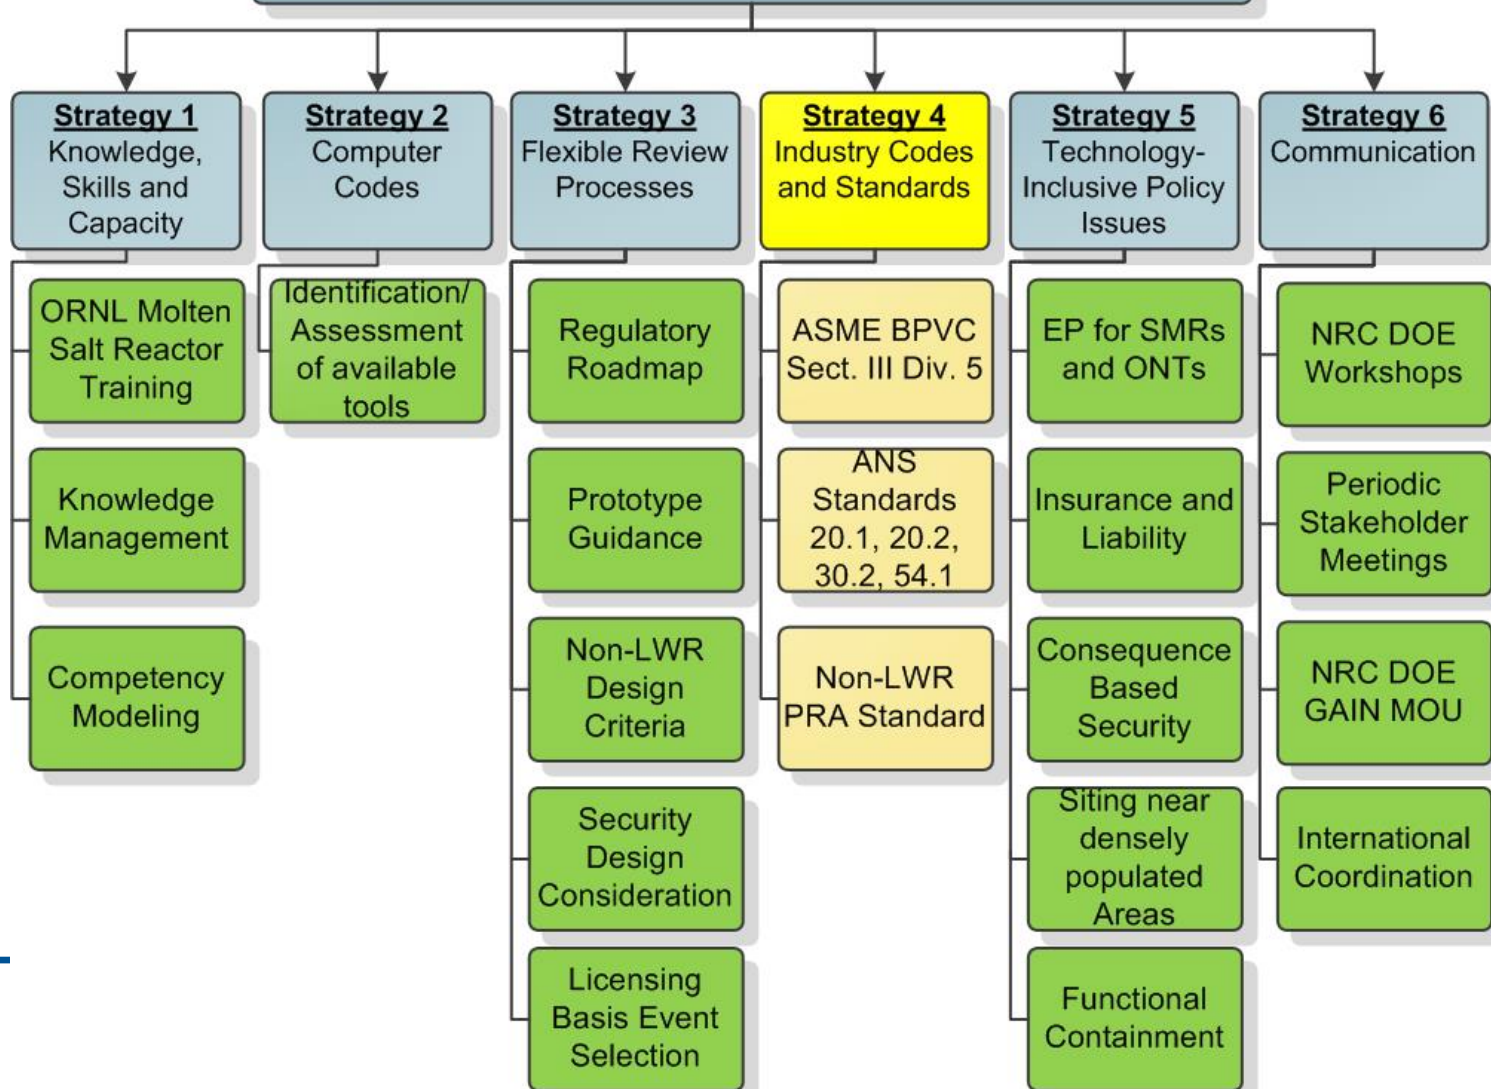 Strategy 1
Knowledge,
Skills and
Capacity
ORNL Molten
Salt Reactor
Training
Knowledge
Management
Competency
Modeling
Strategy 2
Computer
Codes
Identification/
Assessment
of available
tools
Strategy 3
Flexible Review
Processes
Regulatory
Roadmap
Prototype
Guidance
Non-LWR
Design
Criteria
Security
Design
Consideration
Licensing
Basis Event
Selection
Strategy 4
Industry Codes
and Standards
ASME BPVC
Sect. III Div. 5
ANS
Standards
20.1, 20.2,
30.2, 54.1
Non-LWR
PRA Standard
Strategy 5
Technology-
Inclusive Policy
Issues
EP for SMRs
and ONTs
Insurance and
Liability
Consequence
Based
Security
Siting near
densely
populated
Areas
Functional
Containment
Strategy 6
Communication
NRC DOE
Workshops
Periodic
Stakeholder
Meetings
NRC DOE
GAIN MOU
International
Coordination